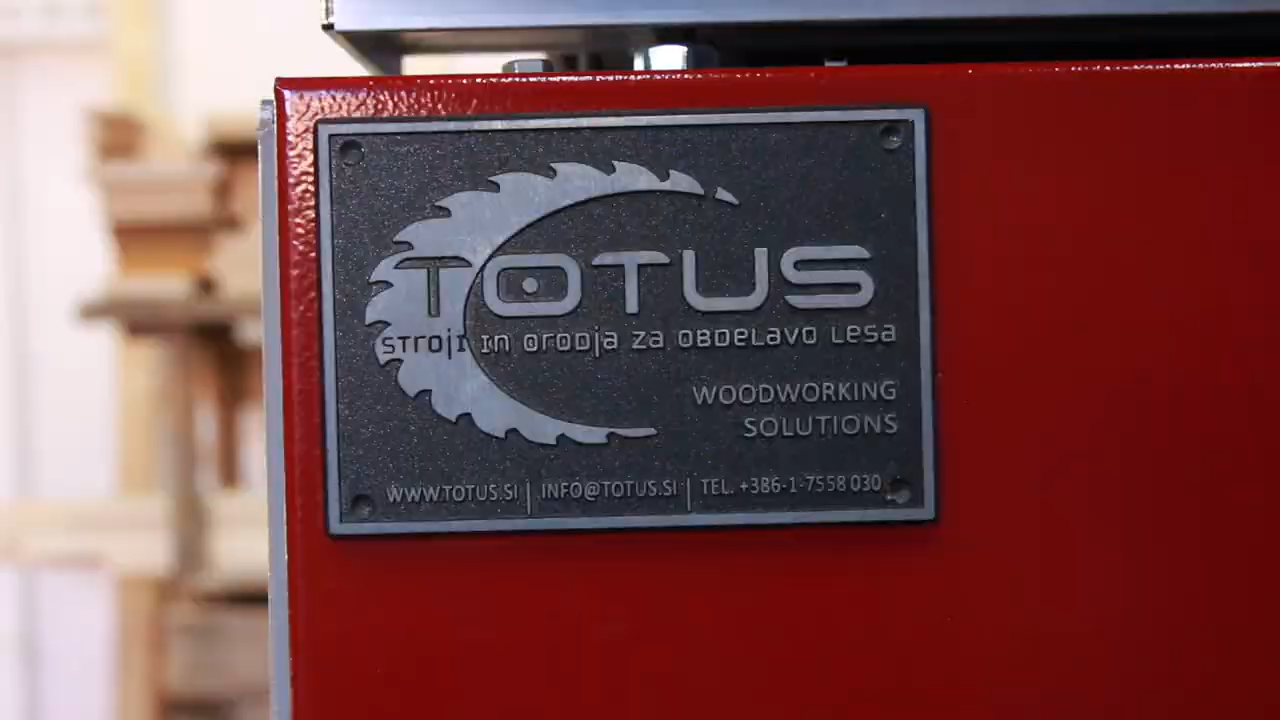 TOTUS
STROJI IN ORODJA ZA OBDELAVO LESA
WOODWORKING
SOLUTIONS
WWW.TOTUS.SI | INFO@TOTUS.SI | TEL. +386-1-7558 030